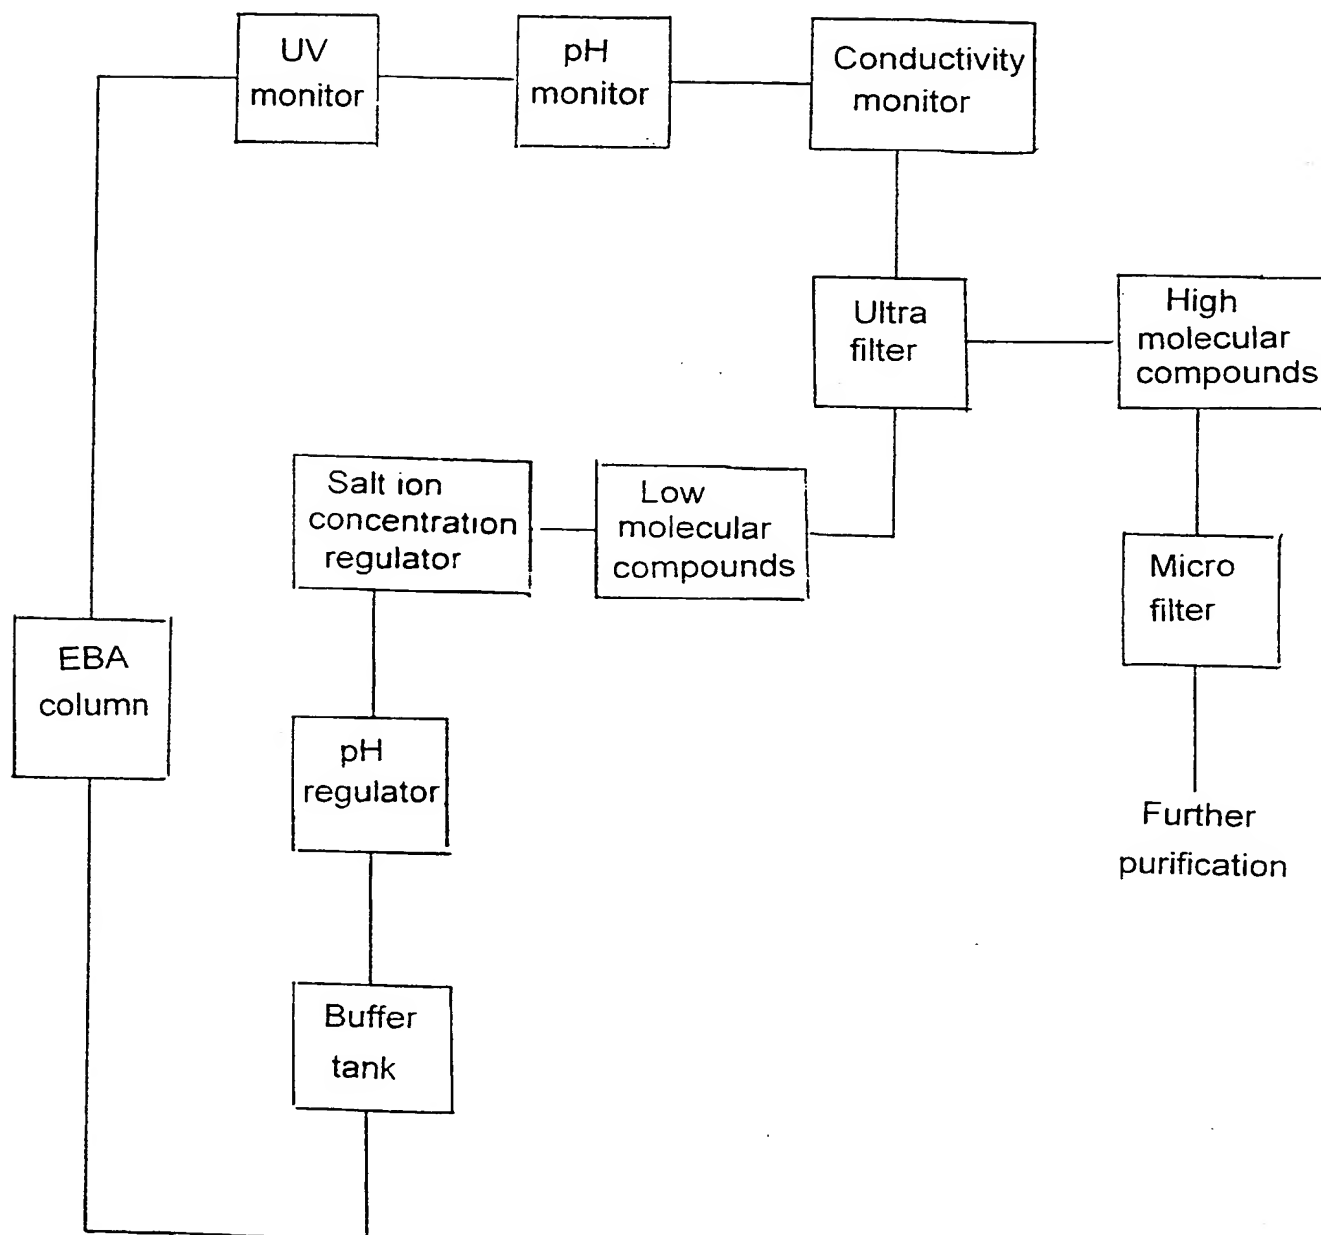 UV
monitor
pH
monitor
Conductivity
monitor
Ultra
filter
High
molecular
compounds
Salt ion
concentration
regulator
Low
molecular
compounds
Micro
filter
EBA
column
pH
regulator
Further
purification
Buffer
tank